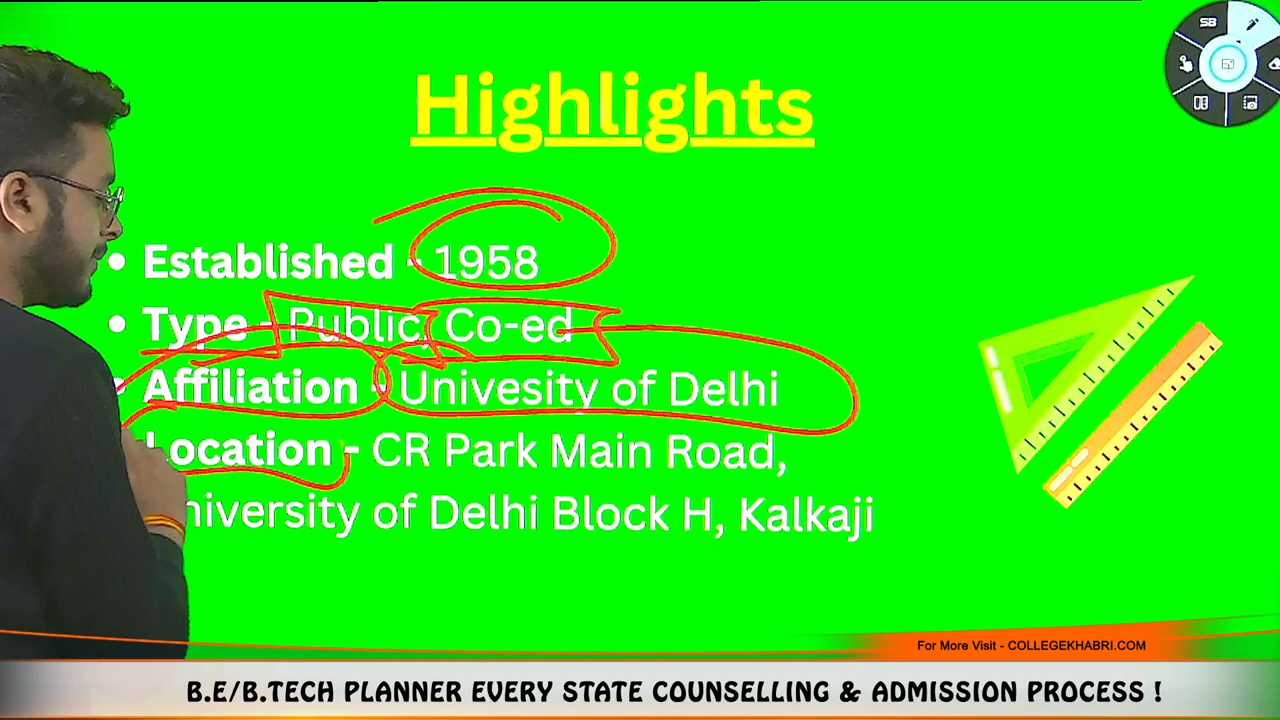 SB
Highlights
• Established - 1958
• Type - Public, Co-ed
Affiliation - Univesity of Delhi
Location - CR Park Main Road,
niversity of Delhi Block H, Kalkaji
For More Visit - COLLEGEKHABRI.COM
B.E/B.TECH PLANNER EVERY STATE COUNSELLING & ADMISSION PROCESS !